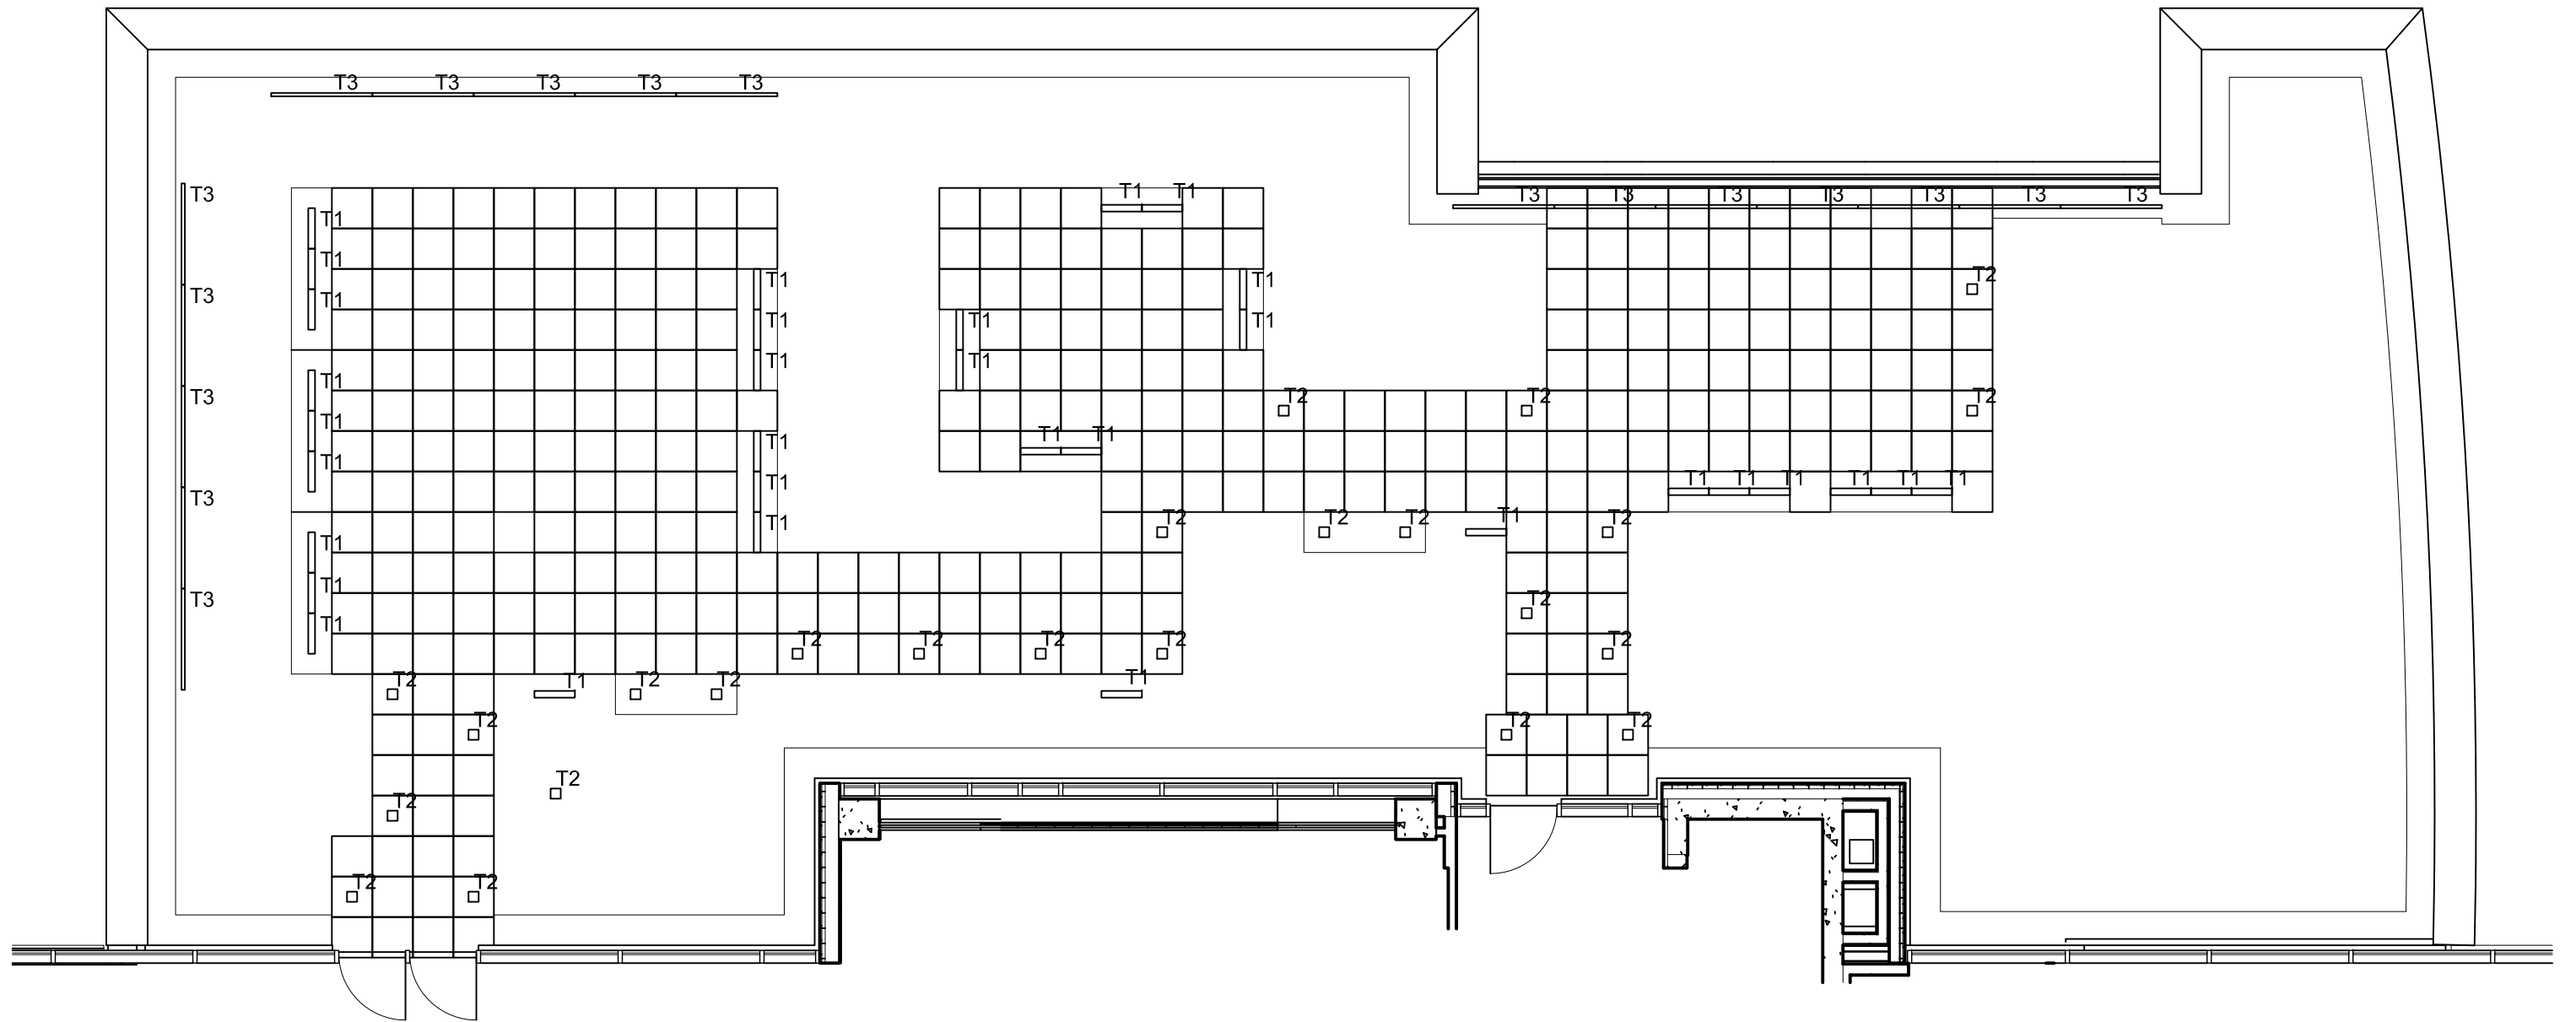 T3 T3 T3 T3 T3
T3 T1 T1 T3 T3 T3 T3 T3 T3 T3
T1
T1 T1 T1 T2
T3 T1
T1 T1 T1 T1
T1 T1
T1
T3 T2 T2 T2
T1
T1 T1 T1
T1 T1 T1 T1 T1 T1 T1 T1
T3
T1 T2 T2 T2 T1 T2
T1
T1 T2
T3
T1 T2 T2 T2 T2 T2
T2 T1 T2 T2 T1
T2 T2 T2
T2
T2
T2 T2